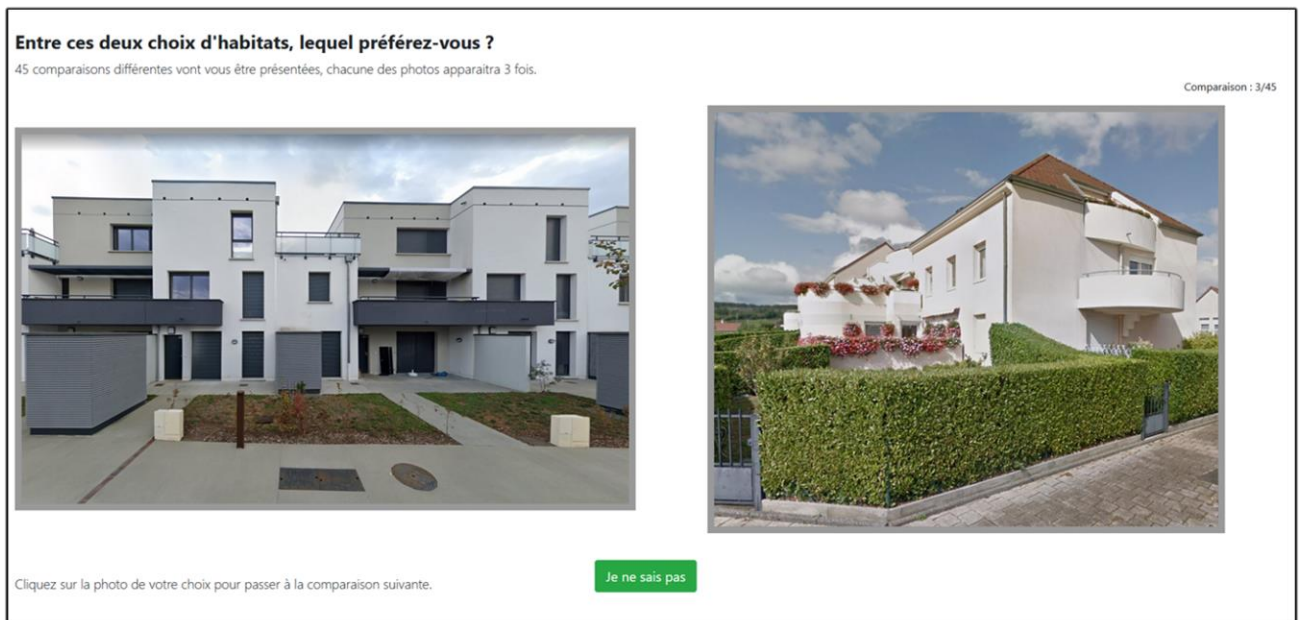 Entre ces deux choix d'habitats, lequel préférez-vous ?
45 comparaisons différentes vont vous être présentées, chacune des photos apparaitra 3 fois.
Comparaison : 3/45
Je ne sais pas
Cliquez sur la photo de votre choix pour passer à la comparaison suivante.